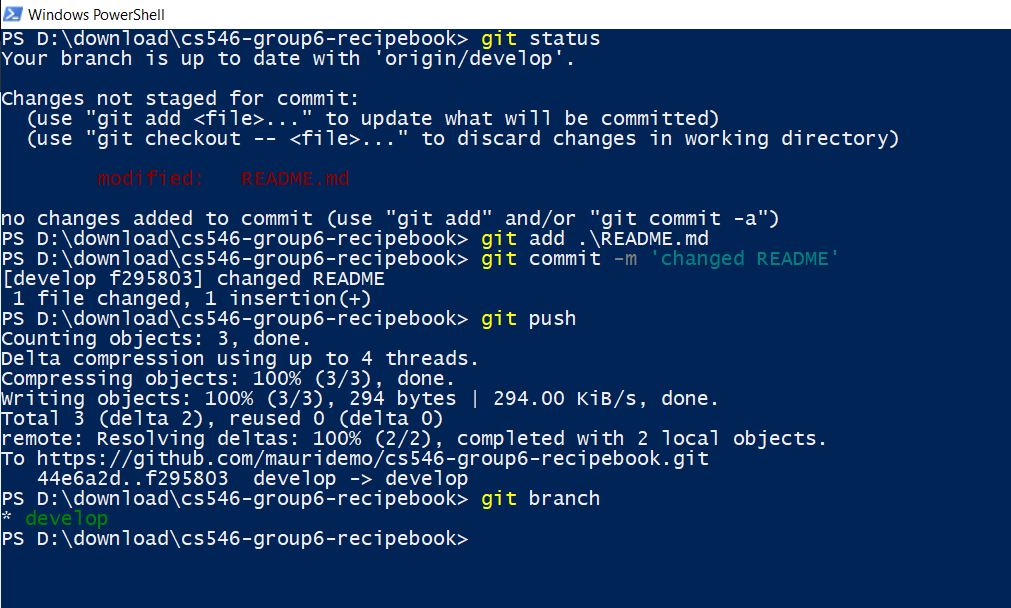 Windows PowerShell
PS D:\download\cs546-group6-recipebook> git status
Your branch is up to date with 'origin/develop'.
Changes not staged for commit:
  (use "git add <file>..." to update what will be committed)
  (use "git checkout -- <file>..." to discard changes in working directory)
        modified:   README.md
no changes added to commit (use "git add" and/or "git commit -a")
PS D:\download\cs546-group6-recipebook> git add .\README.md
PS D:\download\cs546-group6-recipebook> git commit -m 'changed README'
[develop f295803] changed README
 1 file changed, 1 insertion(+)
PS D:\download\cs546-group6-recipebook> git push
Counting objects: 3, done.
Delta compression using up to 4 threads.
Compressing objects: 100% (3/3), done.
Writing objects: 100% (3/3), 294 bytes | 294.00 KiB/s, done.
Total 3 (delta 2), reused 0 (delta 0)
remote: Resolving deltas: 100% (2/2), completed with 2 local objects.
To https://github.com/mauridemo/cs546-group6-recipebook.git
   44e6a2d..f295803  develop -> develop
PS D:\download\cs546-group6-recipebook> git branch
* develop
PS D:\download\cs546-group6-recipebook>